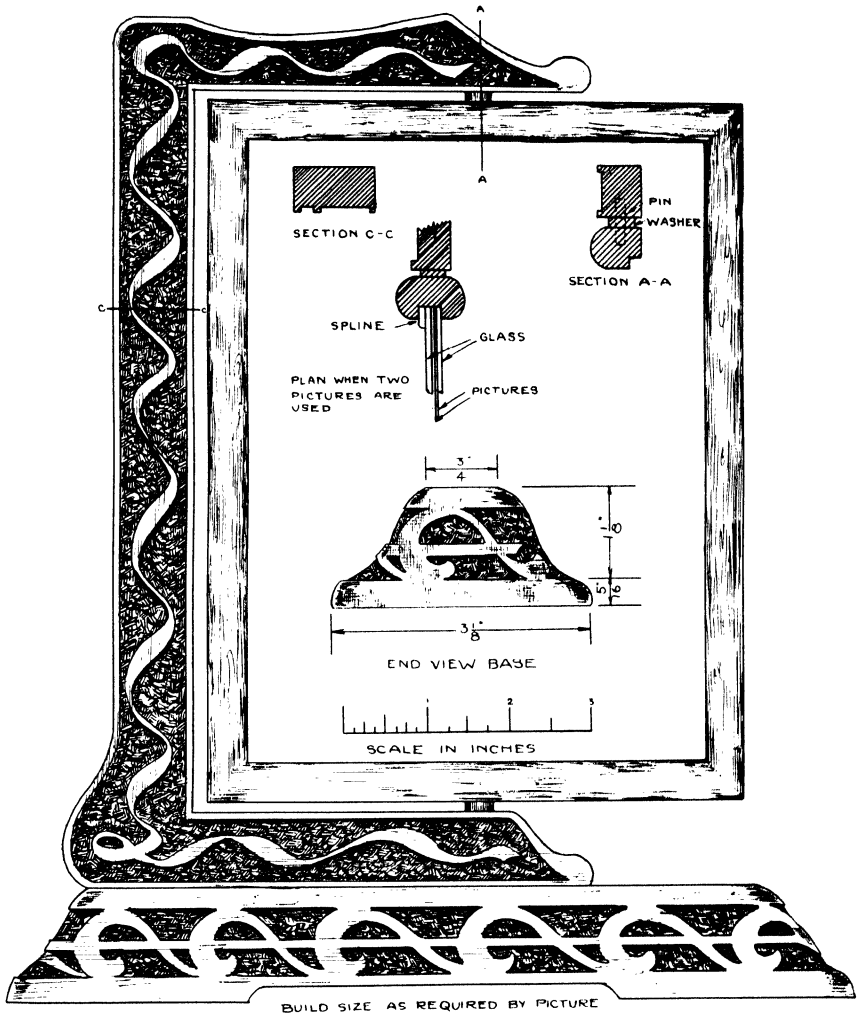 A
A
PIN
WASHER
SECTION C-C
SECTION A-A
C
C
SPLINE
GLASS
PLAN WHEN TWO
PICTURES ARE
USED
PICTURES
3"
4
1 1"
8
5
16
3 1"
8
END VIEW BASE
1 2 3
SCALE IN INCHES
BUILD SIZE AS REQUIRED BY PICTURE